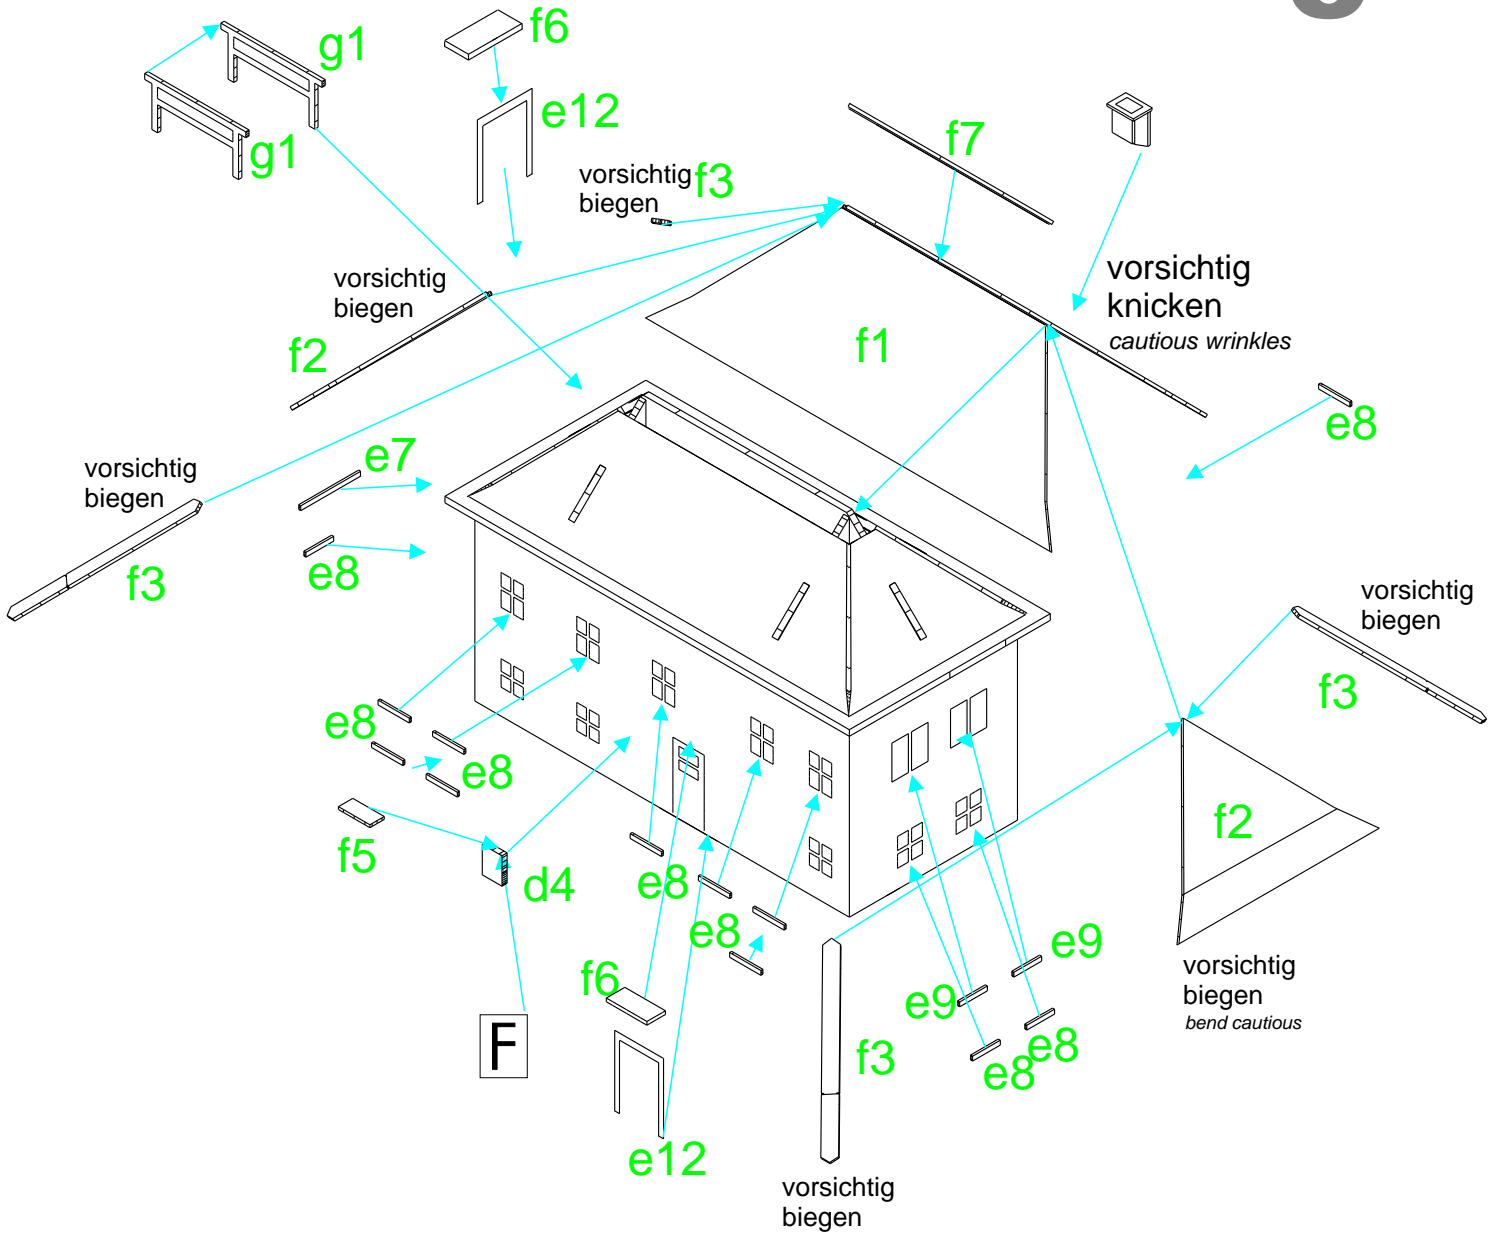 g1
f6
g1
e12
f7
vorsichtig
biegen
f3
vorsichtig
biegen
f2
vorsichtig
knicken
cautious wrinkles
f1
e8
vorsichtig
biegen
e7
f3
e8
vorsichtig
biegen
f3
e8
e8
f5
d4
e8
e8
f2
f6
F
e9
e9
vorsichtig
biegen
bend cautious
f3
e8
e8
e12
vorsichtig
biegen